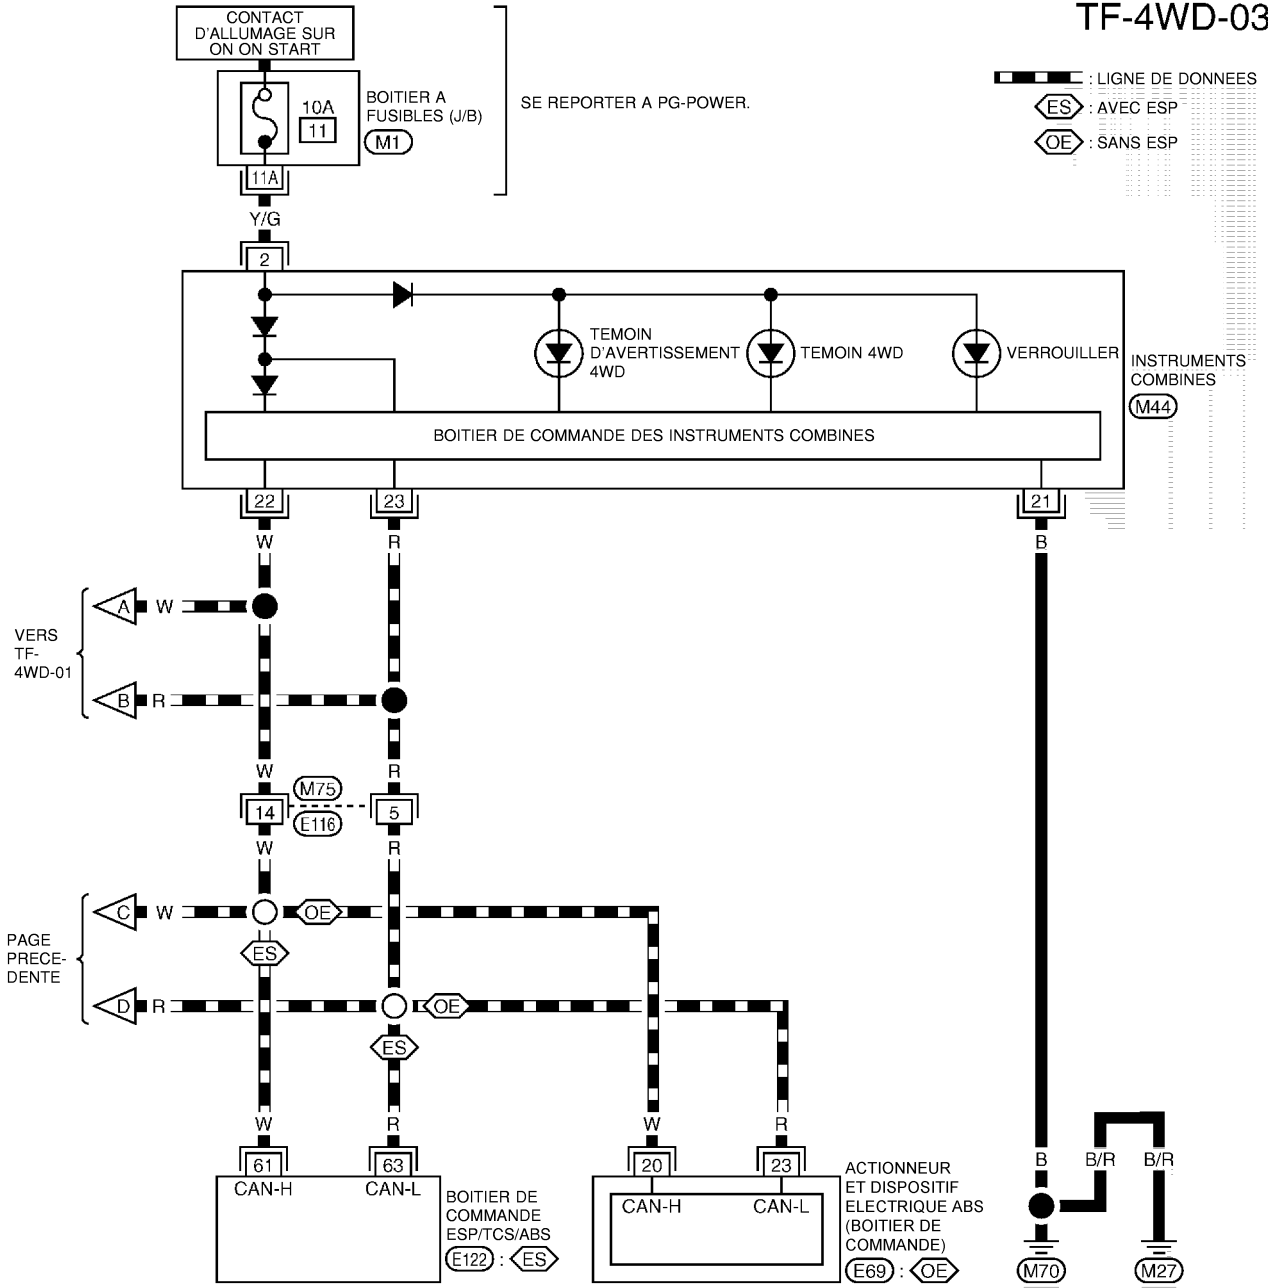 TF-4WD-03
CONTACT
D'ALLUMAGE SUR
ON ON START
10A
11
BOITIER A
FUSIBLES (J/B)
M1
SE REPORTER A PG-POWER.
: LIGNE DE DONNEES
ES : AVEC ESP
OE : SANS ESP
11A
Y/G
2
TEMOIN
D'AVERTISSEMENT
4WD
TEMOIN 4WD
VERROUILLER
INSTRUMENTS
COMBINES
M44
BOITIER DE COMMANDE DES INSTRUMENTS COMBINES
22
23
21
W
R
B
A
W
VERS
TF-
4WD-01
B
R
W
R
M75
14
5
E116
W
R
C
W
OE
ES
PAGE
PRECE-
DENTE
D
R
OE
ES
W
R
W
R
B
B/R
B/R
61
63
20
23
CAN-H
CAN-L
BOITIER DE
COMMANDE
ESP/TCS/ABS
E122 : ES
CAN-H
CAN-L
ACTIONNEUR
ET DISPOSITIF
ELECTRIQUE ABS
(BOITIER DE
COMMANDE)
E69 : OE
M70
M27